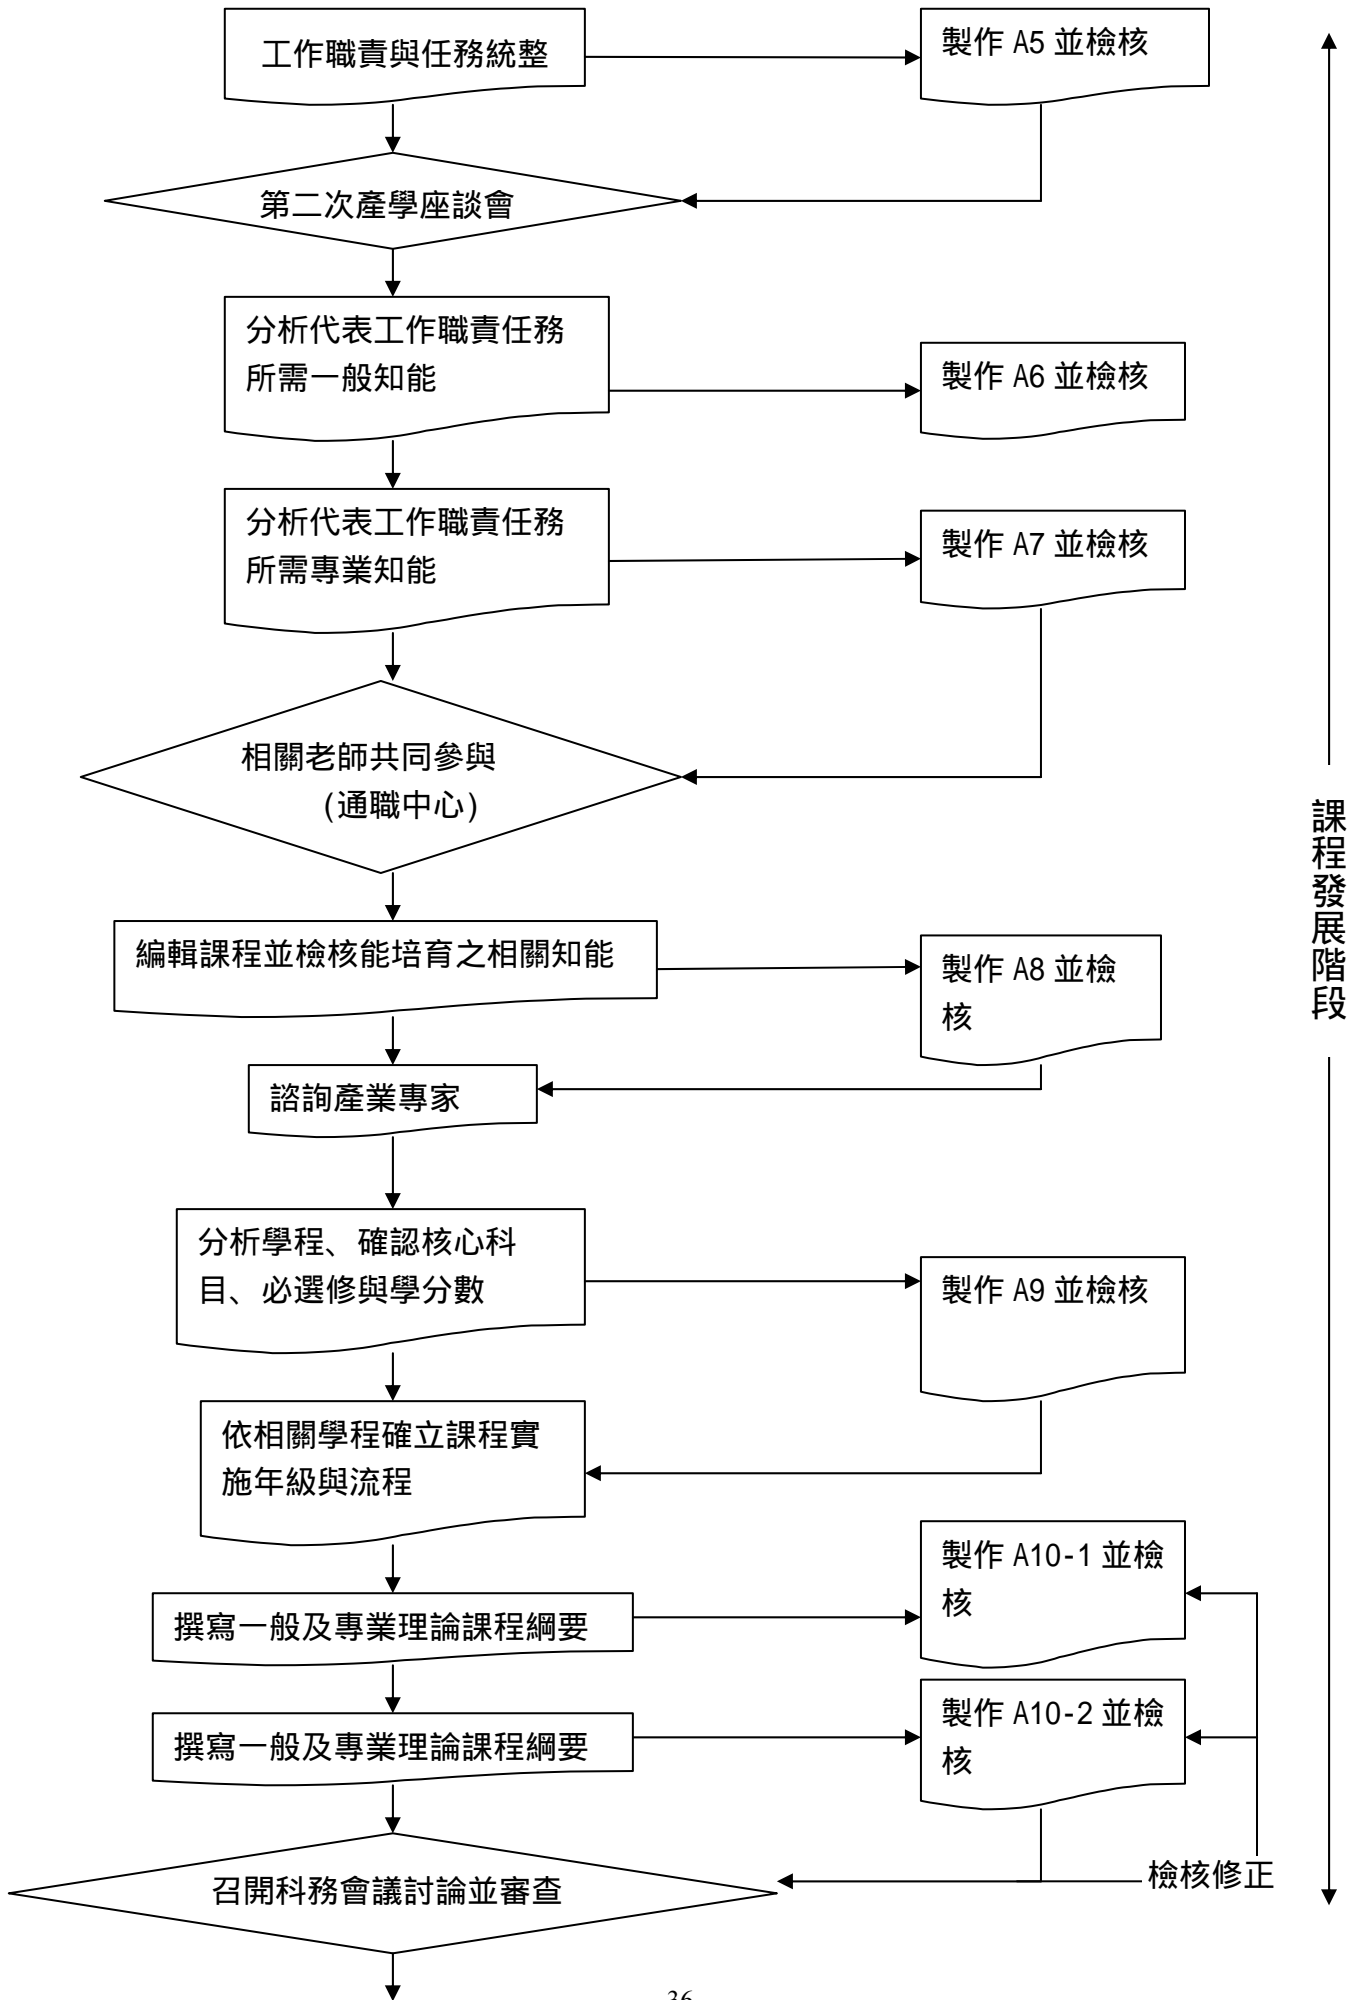 工作職責與任務統整
製作 A5 並檢核
第二次產學座談會
分析代表工作職責任務
所需一般知能
製作 A6 並檢核
分析代表工作職責任務
所需專業知能
製作 A7 並檢核
相關老師共同參與
(通職中心)
課程發展階段
編輯課程並檢核能培育之相關知能
製作 A8 並檢
核
諮詢產業專家
分析學程、確認核心科
目、必選修與學分數
製作 A9 並檢核
依相關學程確立課程實
施年級與流程
製作 A10-1 並檢
核
撰寫一般及專業理論課程綱要
製作 A10-2 並檢
核
撰寫一般及專業理論課程綱要
檢核修正
召開科務會議討論並審查
36